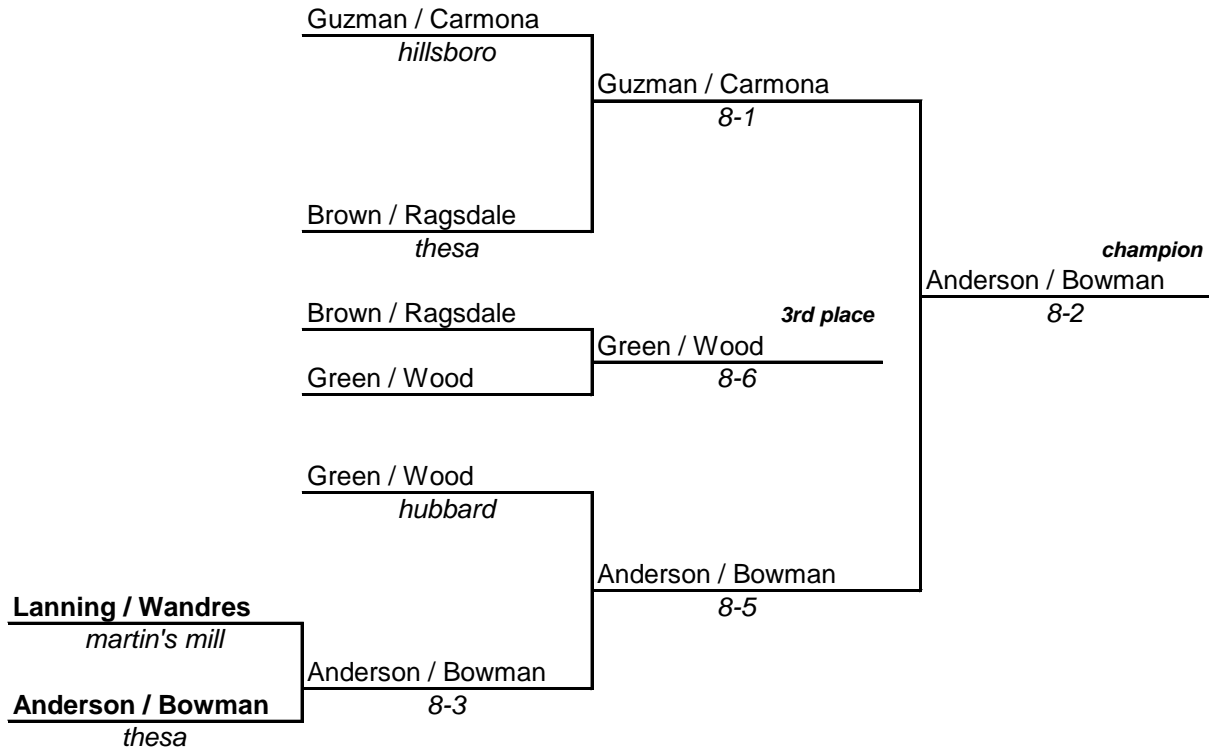 Guzman / Carmona
hillsboro
Guzman / Carmona
8-1
Brown / Ragsdale
thesa
champion
Anderson / Bowman
8-2
Brown / Ragsdale
3rd place
Green / Wood
8-6
Green / Wood
Green / Wood
hubbard
Anderson / Bowman
8-5
Lanning / Wandres
martin's mill
Anderson / Bowman
8-3
Anderson / Bowman
thesa